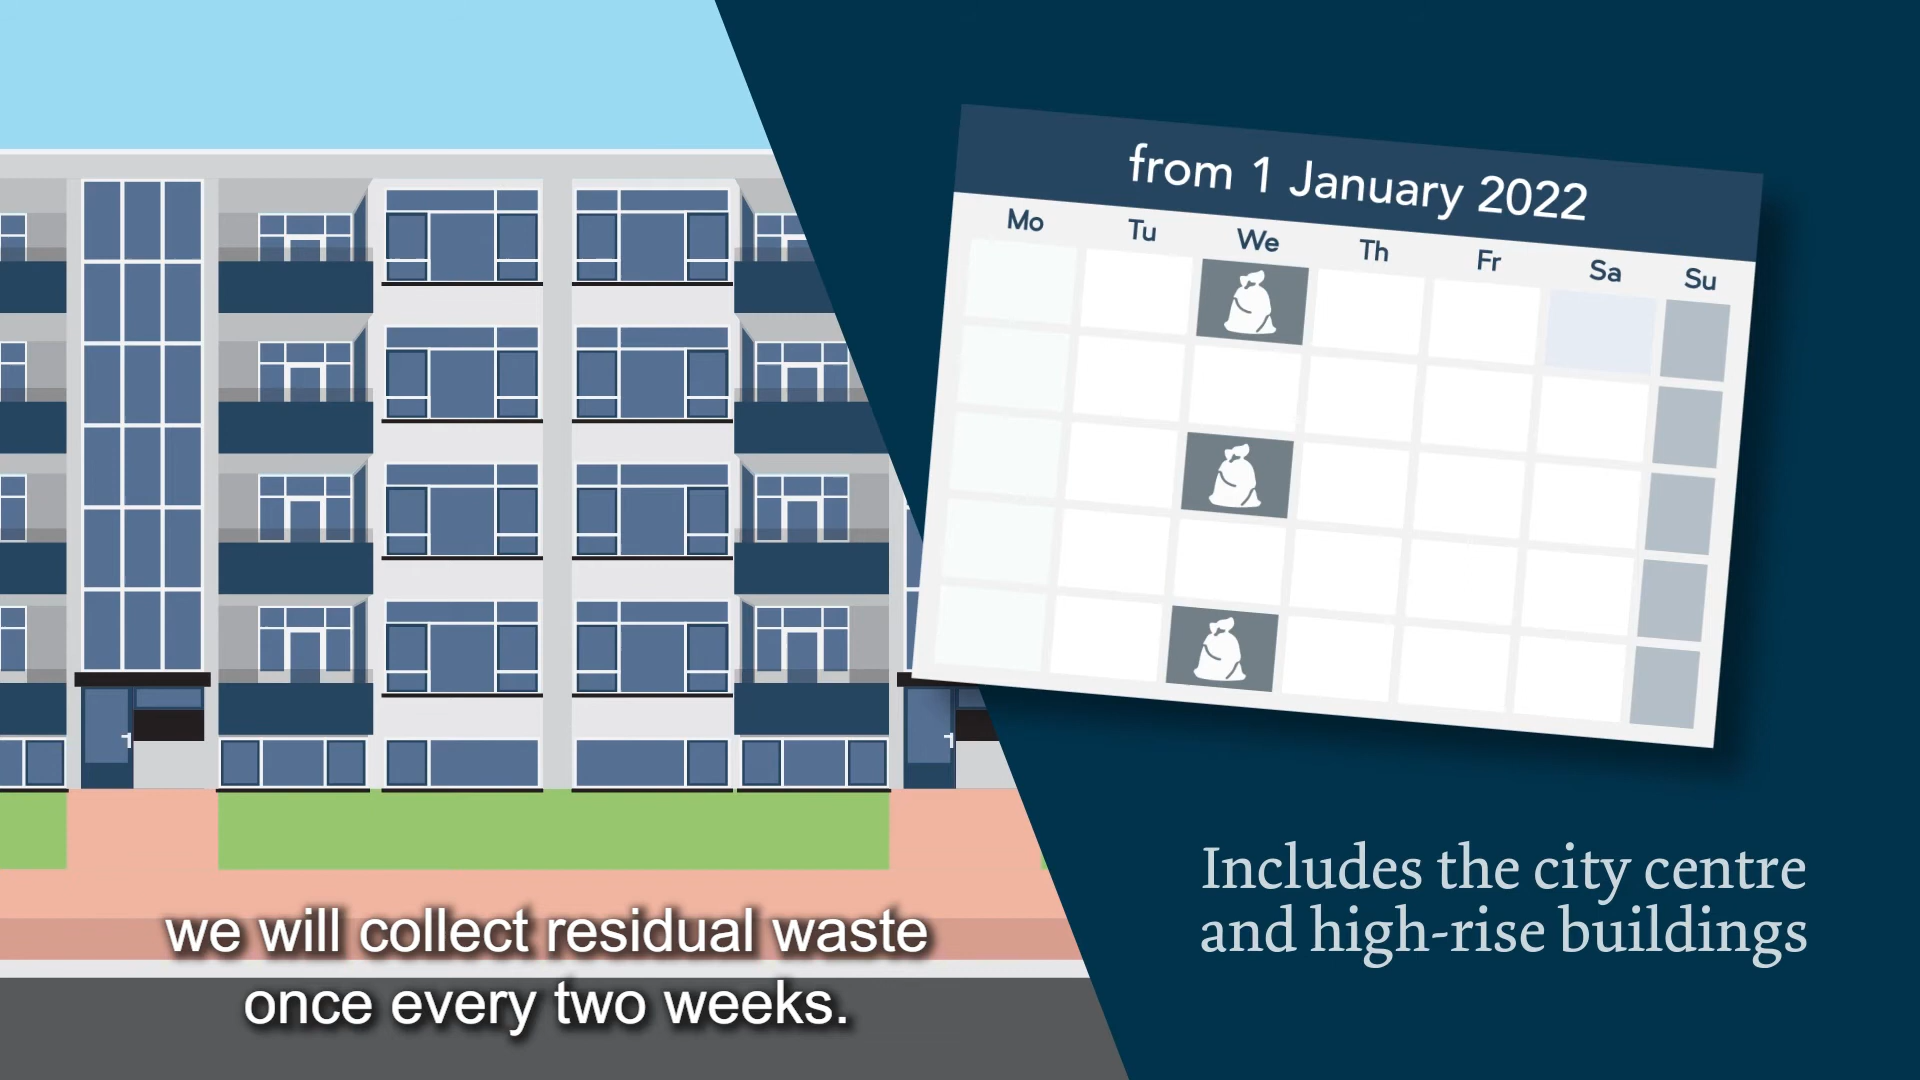 from 1 January 2022
Mo Tu We Th Fr Sa Su
Includes the city centre
and high-rise buildings
we will collect residual waste
once every two weeks.